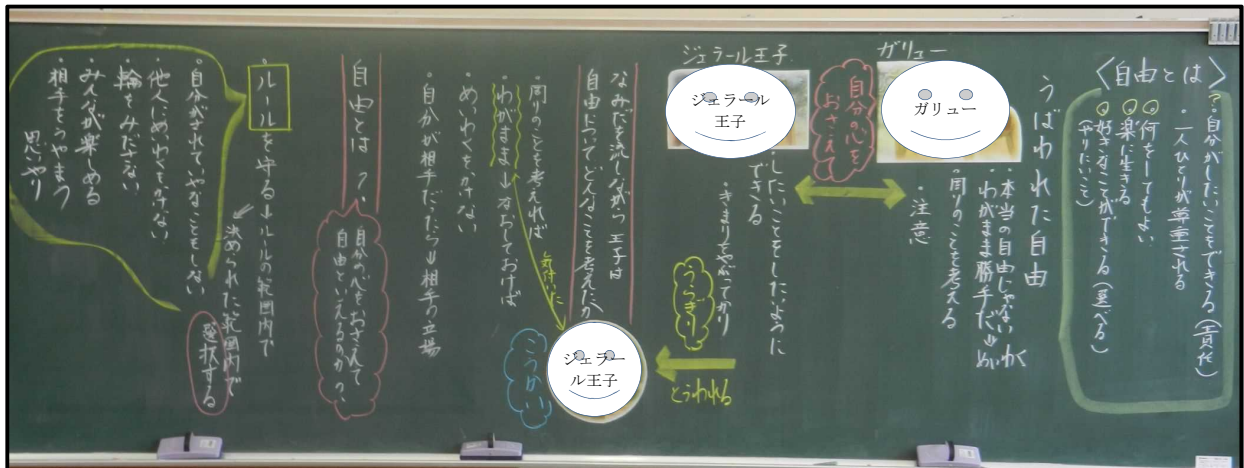 〈自由とは〉
?。自分がしたいこともできる(責任)
・一人ひとりが尊重される
○何をしてもよい
○楽に生きる
○好きなことができる(選べる)
(やりたいこと)
うばわれた自由
ガリュー
ガリュー
・本当の自由じゃない
・わがまま勝手だ
・周りのことを考える
・注意
自分の心を
おさえて
ジェラール王子
ジェラール
王子
・したいことをしたいように
できる
・きまりをやぶってかり
うらぎり
とらわれる
なみだを流しながら王子は
自由についてどんなことを考えたか
ジェラー
ル王子
・周りのことを考えれば
・わがまま→なおしておけば
気付いた
こうかい
・めいわくをかけない
・自分が相手だったら⇒相手の立場
自由とは?
自分の心をおさえて
自由といえるのか?
・ルールを守る→ルールの範囲内で
決められた範囲内で
選択する
・自分がされていやなこともしない
・他人にめいわくをかけない
・輪をみださない
・みんなが楽しめる
・相手をうやまう
思いやり